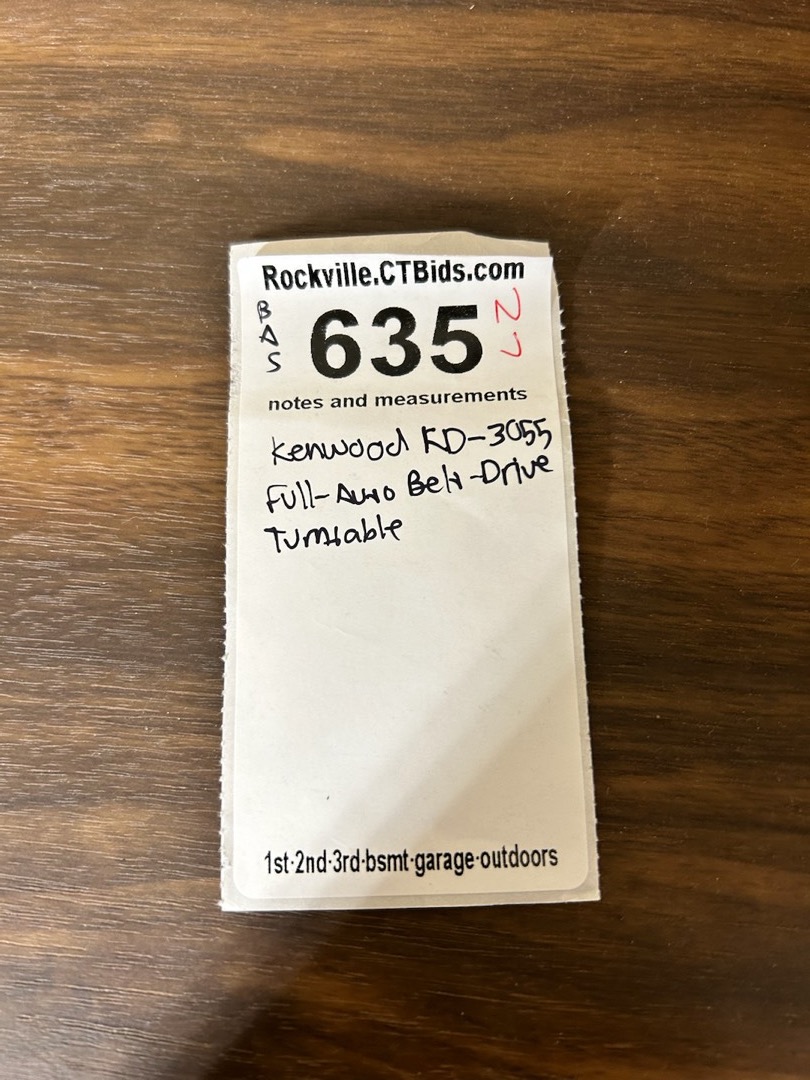 Rockville.CTBids.com
BAS 635 NJ
notes and measurements
Kenwood KD-3055
Full-Auto Belt-Drive
Turntable
1st·2nd·3rd·bsmt·garage·outdoors